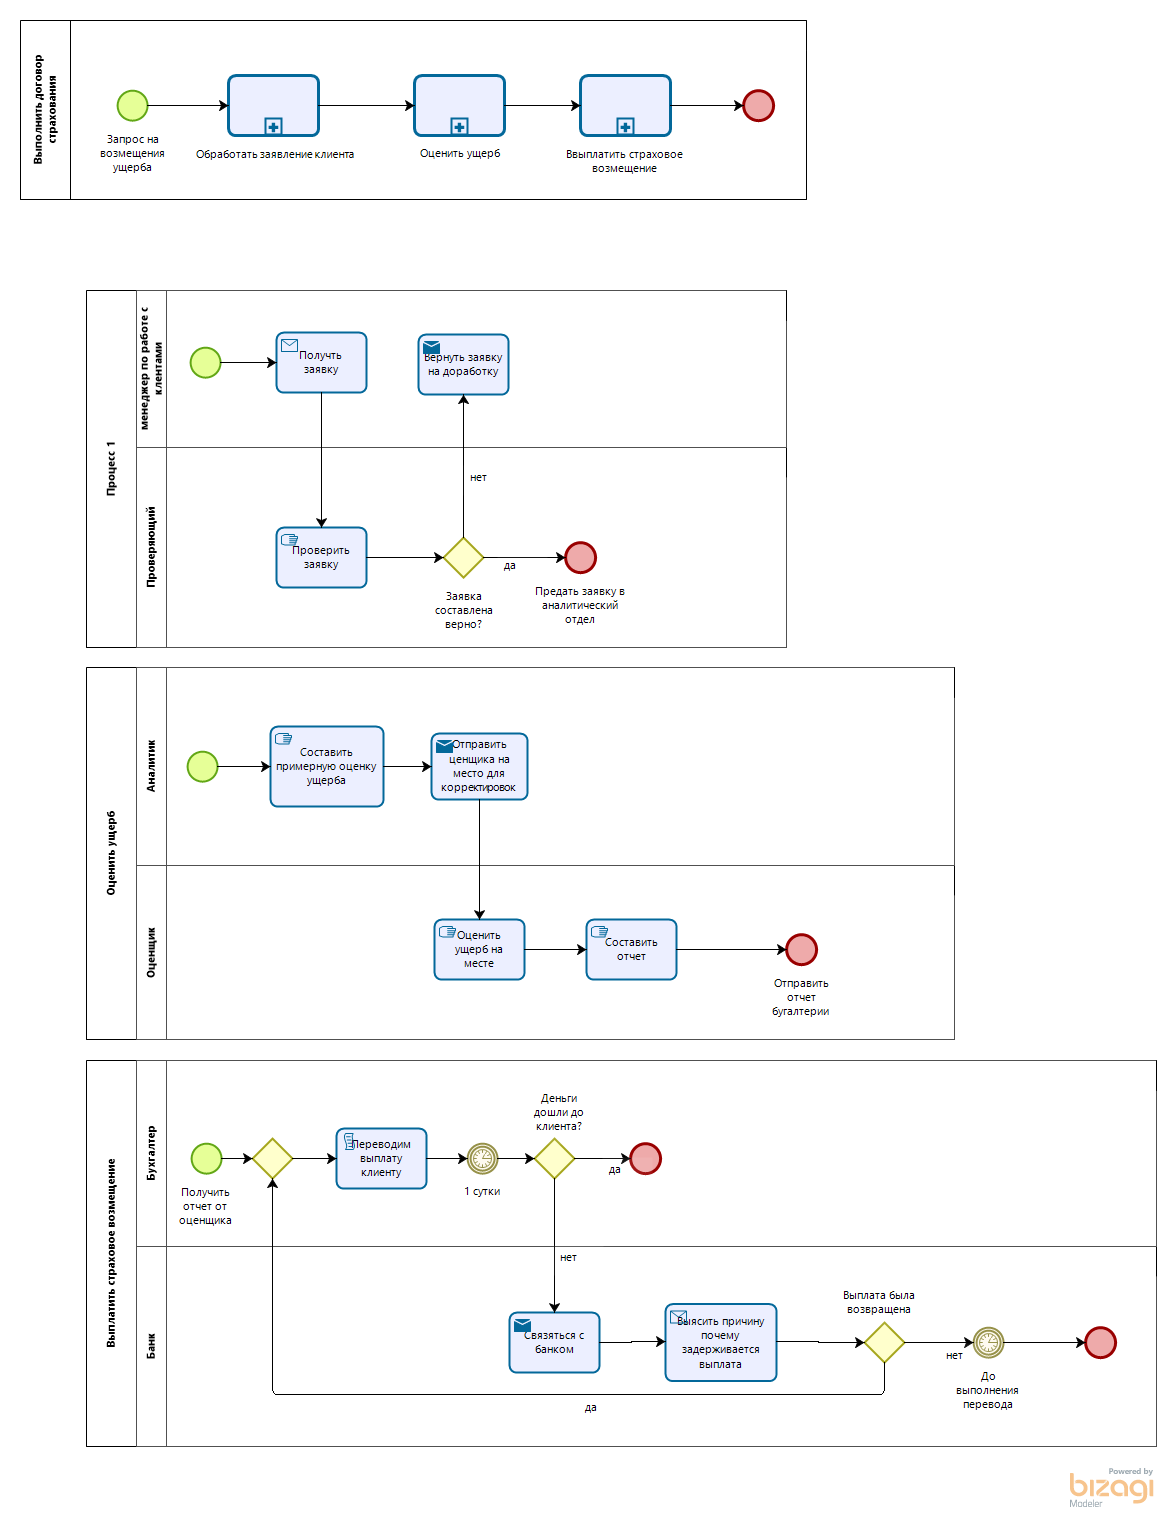 Выполнить договор
страхования
Запрос на
возмещения
ущерба
Обработать заявление клиента
Оценить ущерб
Ввыплатить страховое
возмещение
Процесс 1
менеджер по работе с
клентами
Получть
заявку
Вернуть заявку
на доработку
нет
Проверяющий
Проверить
заявку
да
Заявка
составлена
верно?
Предать заявку в
аналитический
отдел
Оценить ущерб
Аналитик
Составить
примерную оценку
ущерба
Отправить
ценщика на
место для
корректировок
Оценщик
Оценить
ущерб на
месте
Составить
отчет
Отправить
отчет
бугалтерии
Выплатить страховое возмещение
Бухгалтер
Деньги
дошли до
клиента?
Получить
отчет от
оценщика
Переводим
выплату
клиенту
1 сутки
да
нет
Банк
Связяться с
банком
Выясить причину
почему
задерживается
выплата
Выплата была
возвращена
нет
До
выполнения
перевода
да
Powered by
bizagi
Modeler